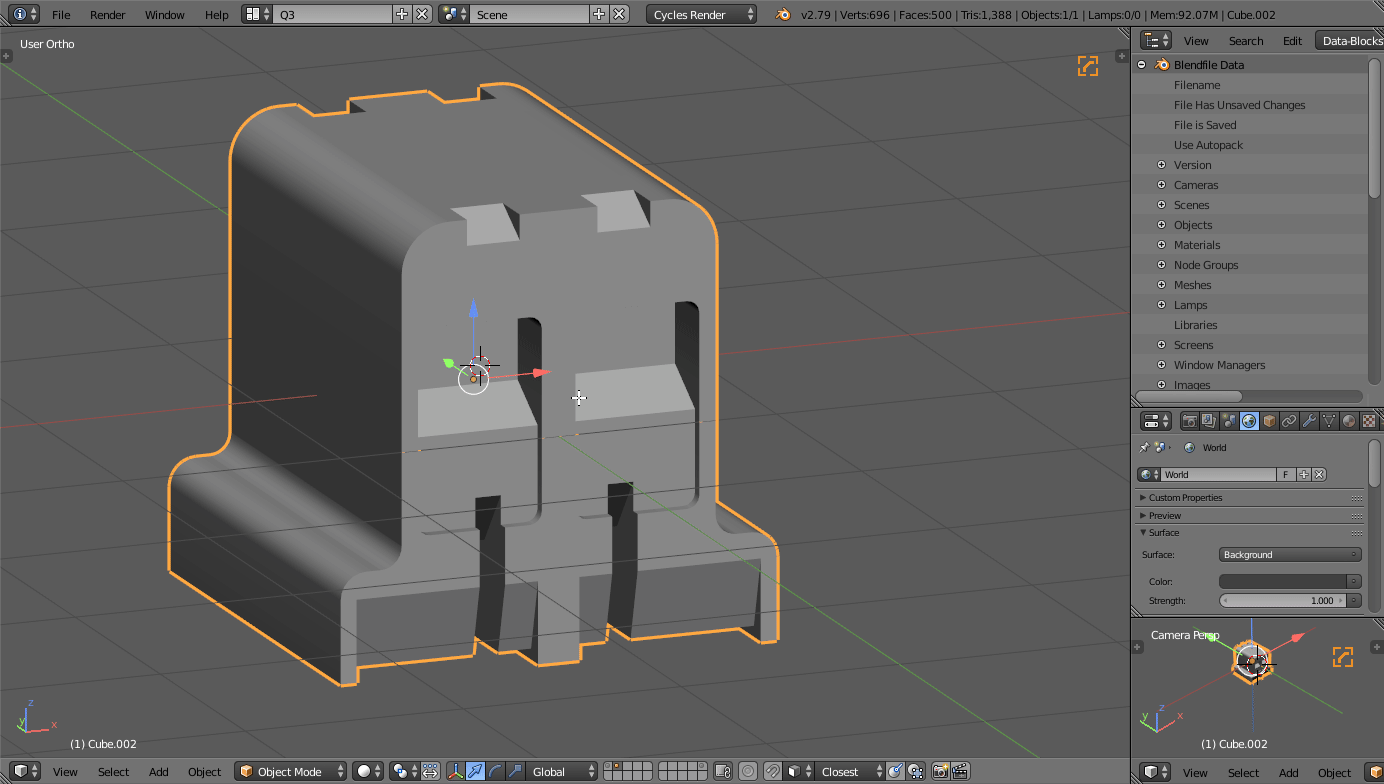 File Render Window Help Q3 Scene Cycles Render v2.79 | Verts:696 | Faces:500 | Tris:1,388 | Objects:1/1 | Lamps:0/0 | Mem:92.07M | Cube.002
User Ortho
View Search Edit Data-Blocks
Blendfile Data
Filename
File Has Unsaved Changes
File is Saved
Use Autopack
Version
Cameras
Scenes
Objects
Materials
Node Groups
Meshes
Lamps
Libraries
Screens
Window Managers
Images
World
World F
Custom Properties
Preview
Surface
Surface: Background
Color:
Strength: 1.000
Camera Persp
z
y x
(1) Cube.002
z
y x
(1) Cube.002
View Select Add Object Object Mode Global Closest
View Select Add Object